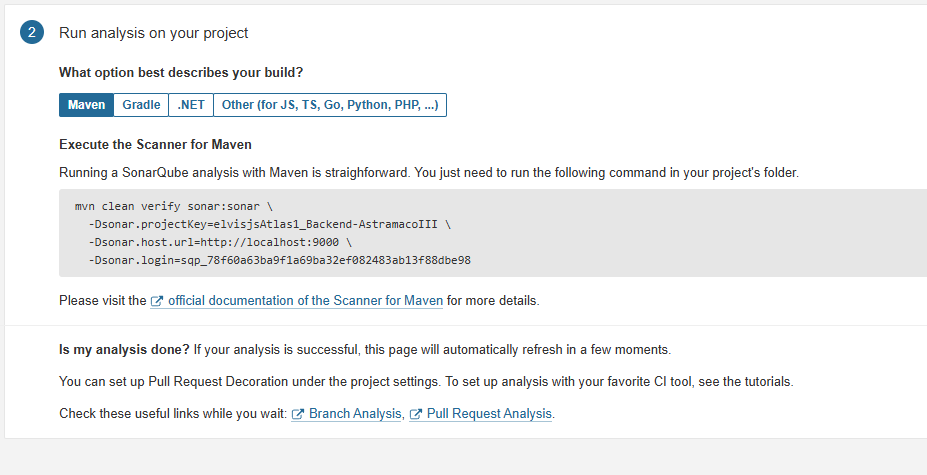 2 Run analysis on your project
What option best describes your build?
Maven Gradle .NET Other (for JS, TS, Go, Python, PHP, ...)
Execute the Scanner for Maven
Running a SonarQube analysis with Maven is straighforward. You just need to run the following command in your project's folder.
mvn clean verify sonar:sonar \
-Dsonar.projectKey=elvisjsAtlas1_Backend-AstramacoIII \
-Dsonar.host.url=http://localhost:9000 \
-Dsonar.login=sqp_78f60a63ba9f1a69ba32ef082483ab13f88dbe98
Please visit the official documentation of the Scanner for Maven for more details.
Is my analysis done? If your analysis is successful, this page will automatically refresh in a few moments.
You can set up Pull Request Decoration under the project settings. To set up analysis with your favorite CI tool, see the tutorials.
Check these useful links while you wait: Branch Analysis, Pull Request Analysis.